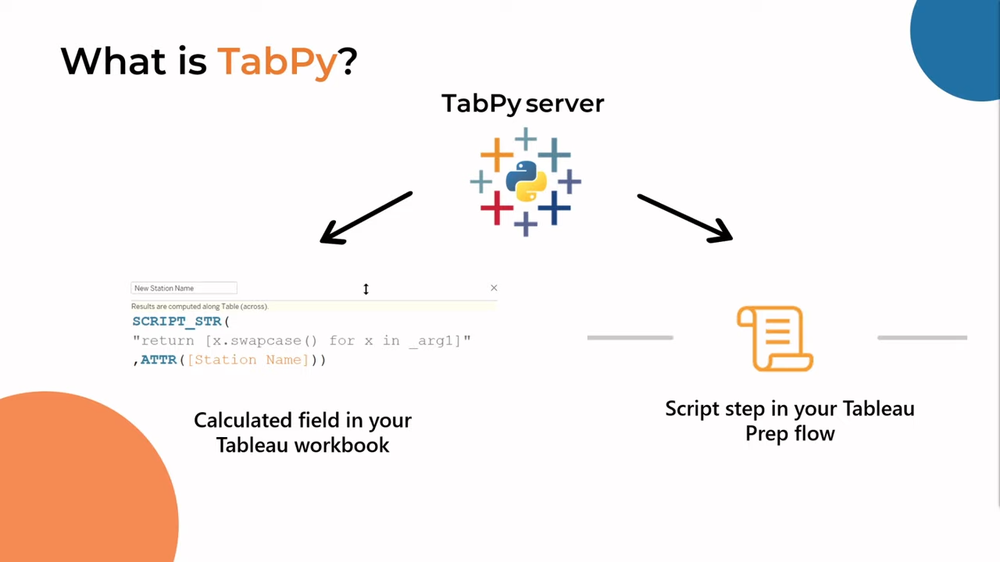 What is TabPy?
TabPy server
New Station Name
Results are computed along Table (across).
SCRIPT_STR(
"return [x.swapcase() for x in _arg1]"
,ATTR([Station Name]))
Calculated field in your
Tableau workbook
Script step in your Tableau
Prep flow